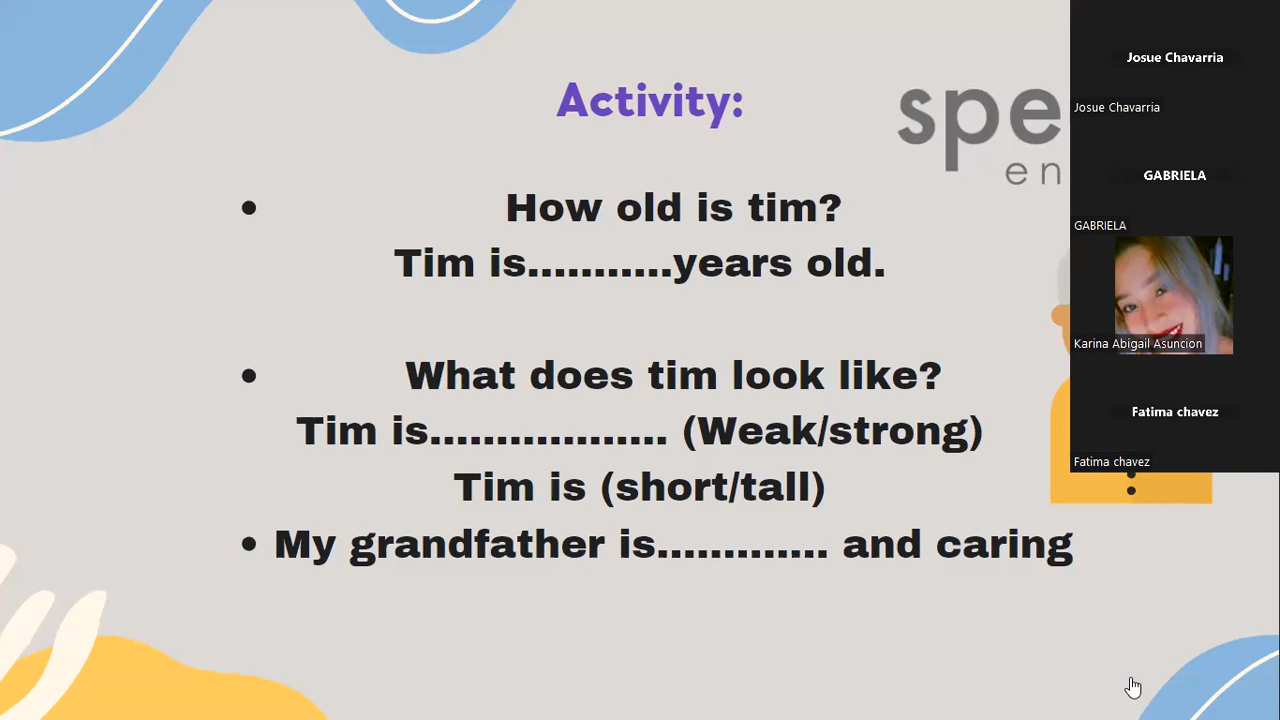 Activity:
spe
en
• How old is tim?
Tim is...........years old.
• What does tim look like?
Tim is.................. (Weak/strong)
Tim is (short/tall)
• My grandfather is............. and caring
Josue Chavarria
Josue Chavarria
GABRIELA
GABRIELA
Karina Abigail Asuncion
Fatima chavez
Fatima chavez